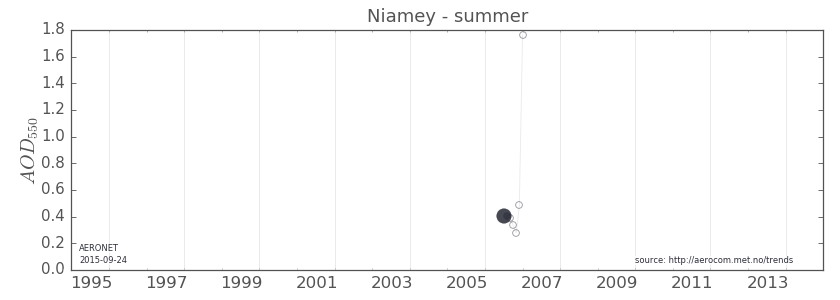 Niamey - summer
1.8
1.6
1.4
1.2
1.0
0.8
0.6
0.4
0.2
0.0
AOD550
AERONET
2015-09-24
source: http://aerocom.met.no/trends
1995 1997 1999 2001 2003 2005 2007 2009 2011 2013